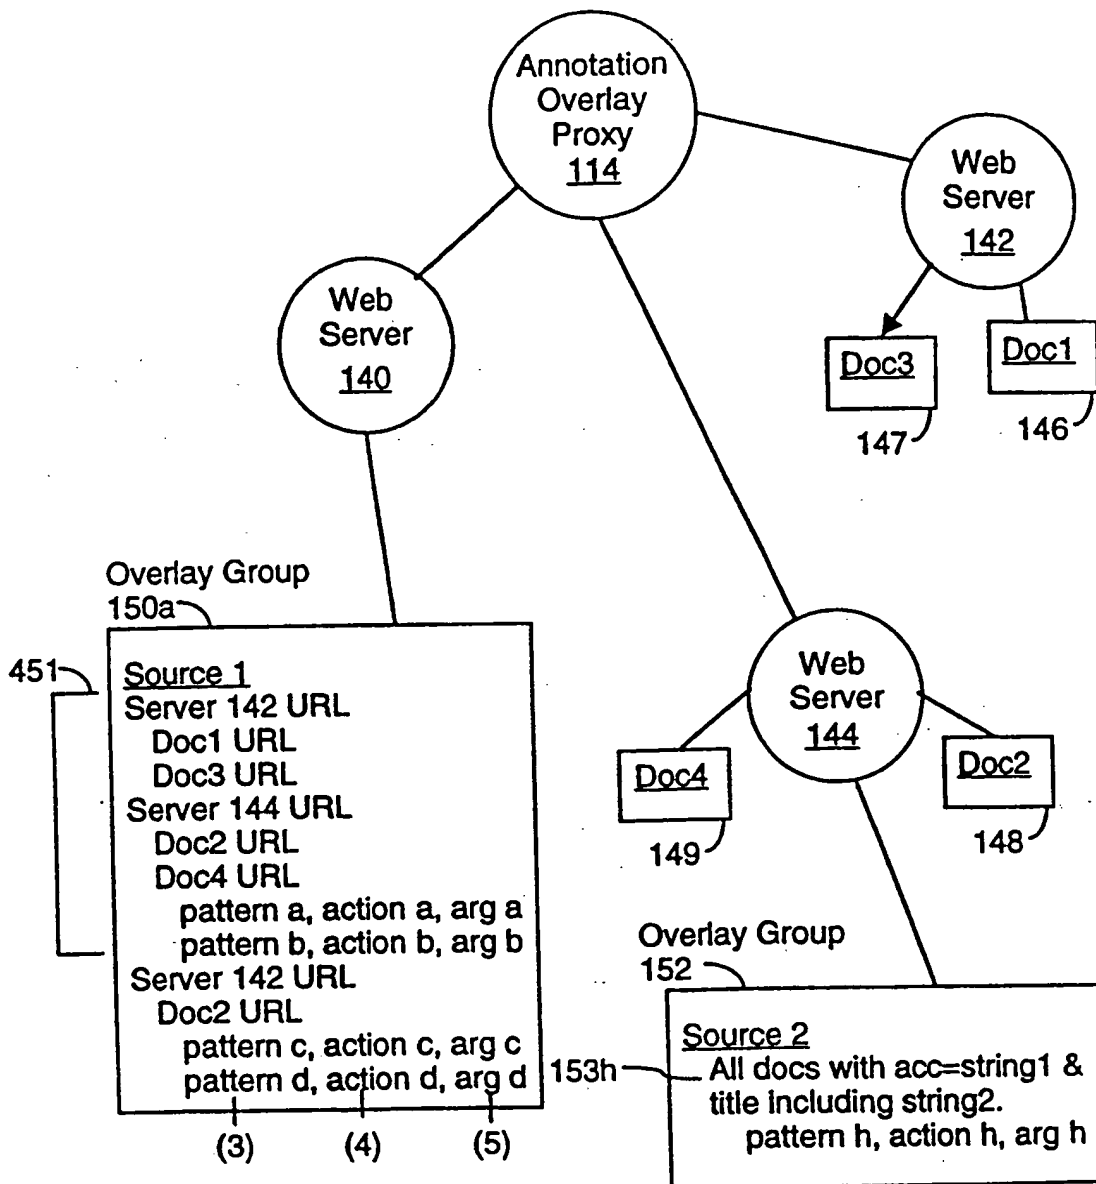 Annotation
Overlay
Proxy
114
Web
Server
142
Web
Server
140
Doc3
Doc1
147
146
Overlay Group
150a
451
Source 1
Server 142 URL
Doc1 URL
Doc3 URL
Server 144 URL
Doc2 URL
Doc4 URL
pattern a, action a, arg a
pattern b, action b, arg b
Server 142 URL
Doc2 URL
pattern c, action c, arg c
pattern d, action d, arg d
(3)
(4)
(5)
Web
Server
144
Doc4
Doc2
149
148
Overlay Group
152
153h
Source 2
All docs with acc=string1 &
title including string2.
pattern h, action h, arg h